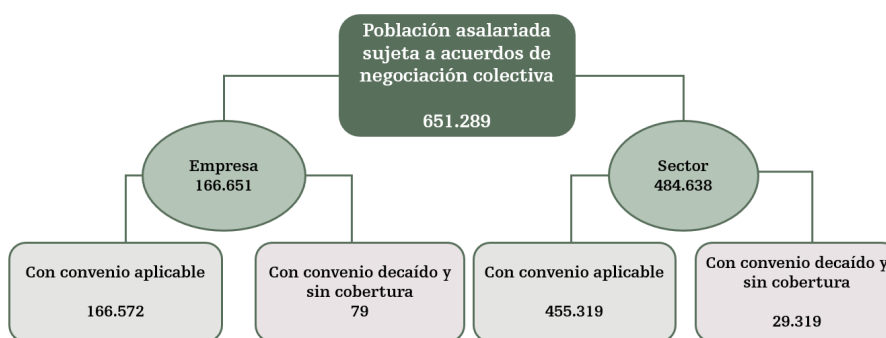 Población asalariada
sujeta a acuerdos de
negociación colectiva
651.289
Empresa
166.651
Sector
484.638
Con convenio aplicable
166.572
Con convenio decaído y
sin cobertura
79
Con convenio aplicable
455.319
Con convenio decaído y
sin cobertura
29.319